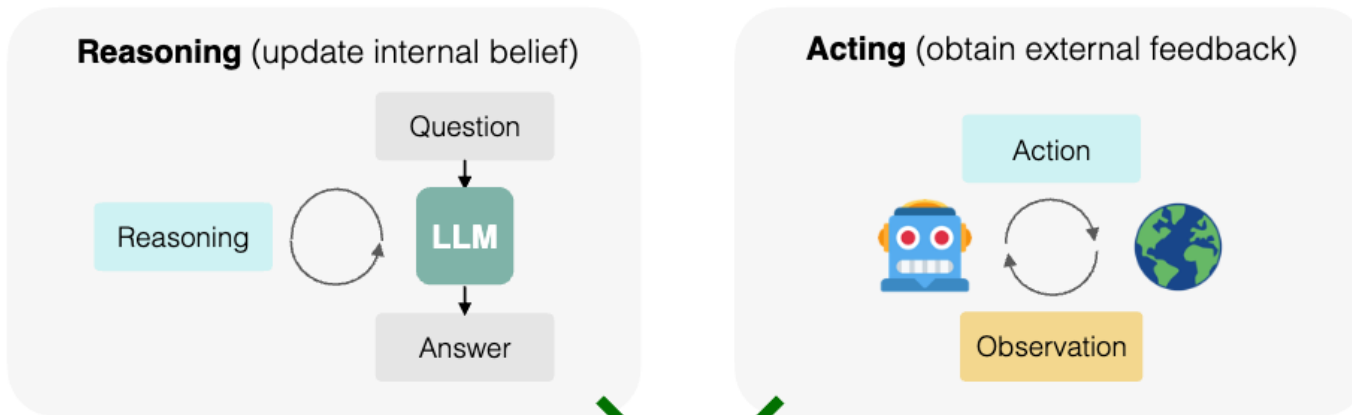 Reasoning (update internal belief)
Question
Reasoning
LLM
Answer
Acting (obtain external feedback)
Action
Observation